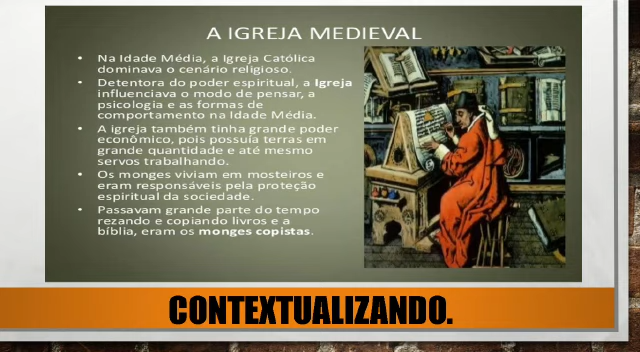 A IGREJA MEDIEVAL
• Na Idade Média, a Igreja Católica
dominava o cenário religioso.
• Detentora do poder espiritual, a Igreja
influenciava o modo de pensar, a
psicologia e as formas de
comportamento na Idade Média.
• A igreja também tinha grande poder
econômico, pois possuía terras em
grande quantidade e até mesmo
servos trabalhando.
• Os monges viviam em mosteiros e
eram responsáveis pela proteção
espiritual da sociedade.
• Passavam grande parte do tempo
rezando e copiando livros e a
bíblia, eram os monges copistas.
CONTEXTUALIZANDO.